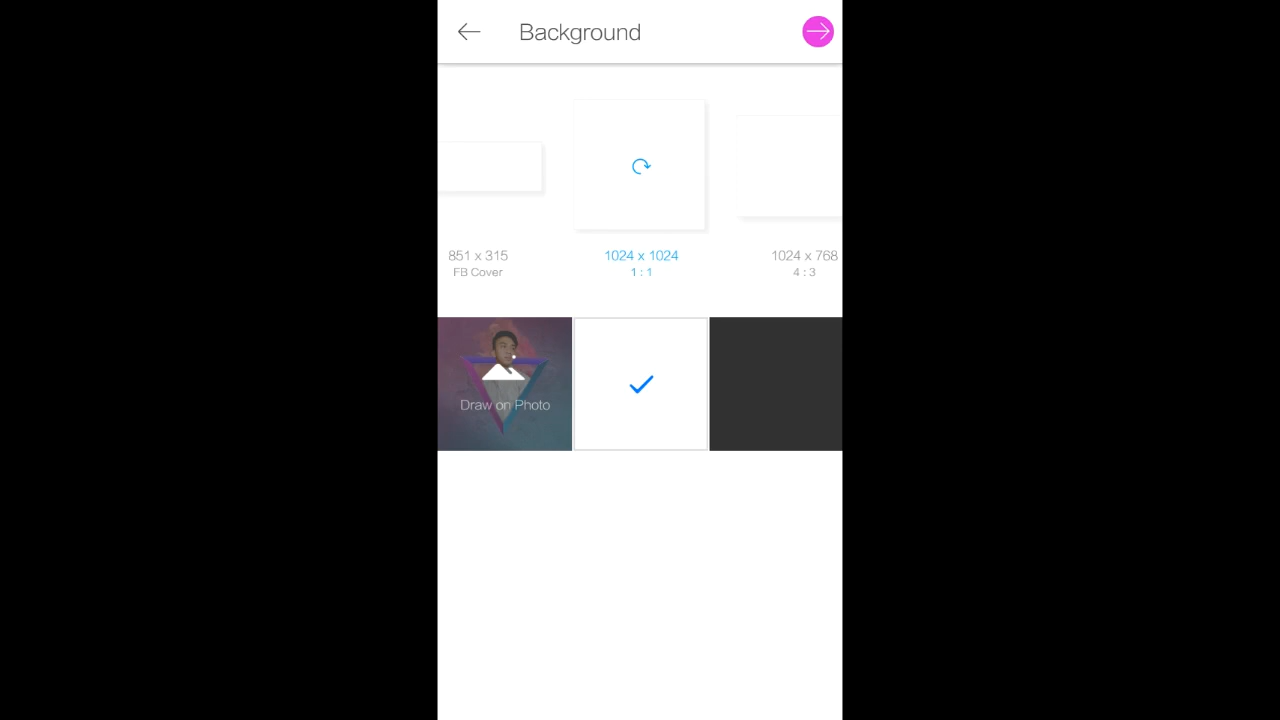 Background
851 x 315
FB Cover
1024 x 1024
1 : 1
1024 x 768
4 : 3
Draw on Photo